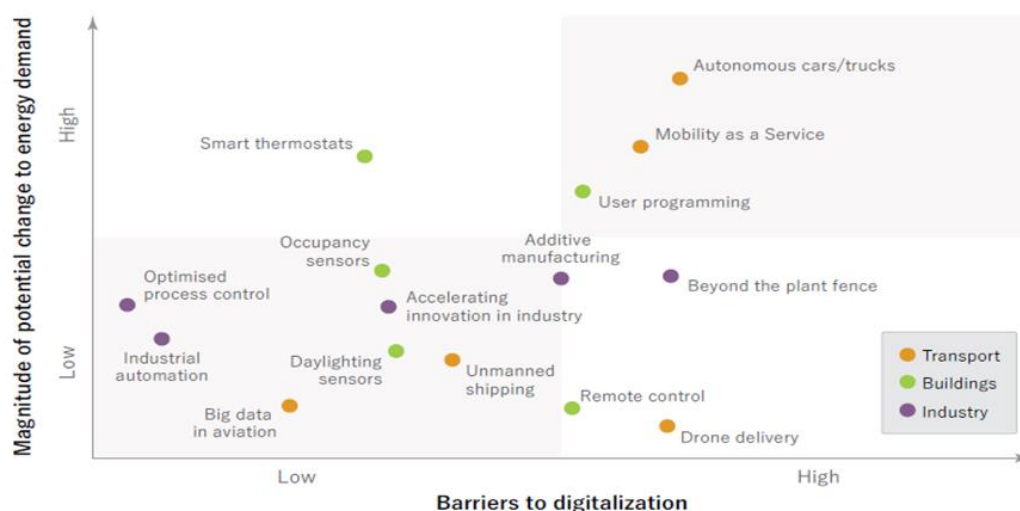 Magnitude of potential change to energy demand
High
Low
Autonomous cars/trucks
Mobility as a Service
Smart thermostats
User programming
Occupancy
sensors
Additive
manufacturing
Optimised
process control
Beyond the plant fence
Accelerating
innovation in industry
Industrial
automation
Daylighting
sensors
Unmanned
shipping
Big data
in aviation
Remote control
Drone delivery
Transport
Buildings
Industry
Low
High
Barriers to digitalization